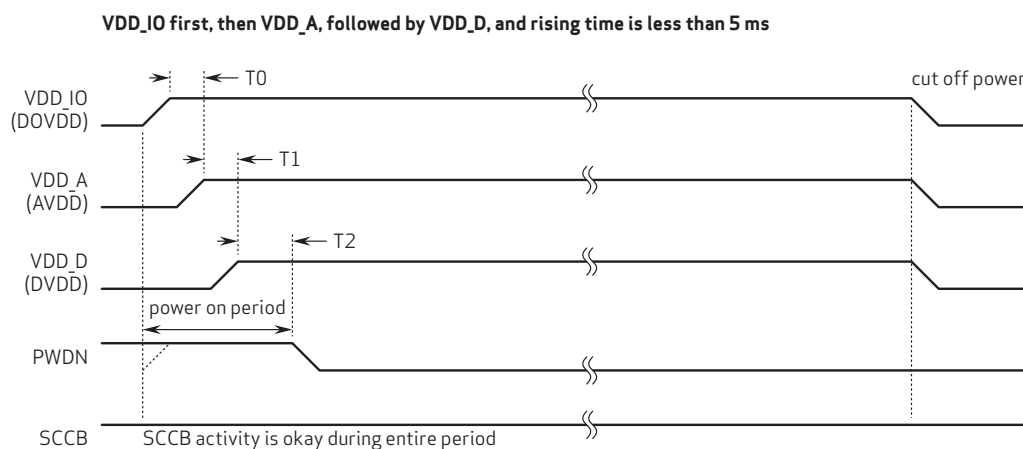 VDD_IO first, then VDD_A, followed by VDD_D, and rising time is less than 5 ms
T0
cut off power
VDD_IO
(DOVDD)
T1
VDD_A
(AVDD)
T2
VDD_D
(DVDD)
power on period
PWDN
SCCB
SCCB activity is okay during entire period